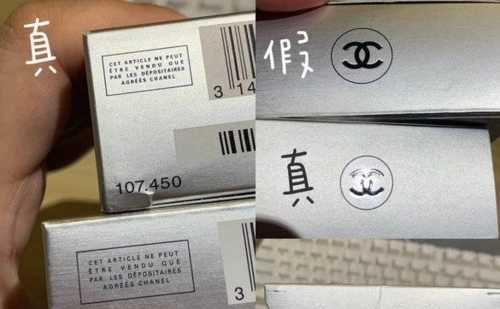 真
CET ARTICLE NE PEUT
ÊTRE VENDU QUE
PAR LES DÉPOSITAIRES
AGRÉÉS CHANEL
3 14
107.450
CET ARTICLE NE PEUT
ÊTRE VENDU QUE
PAR LES DÉPOSITAIRES
AGRÉÉS CHANEL
3
假
真